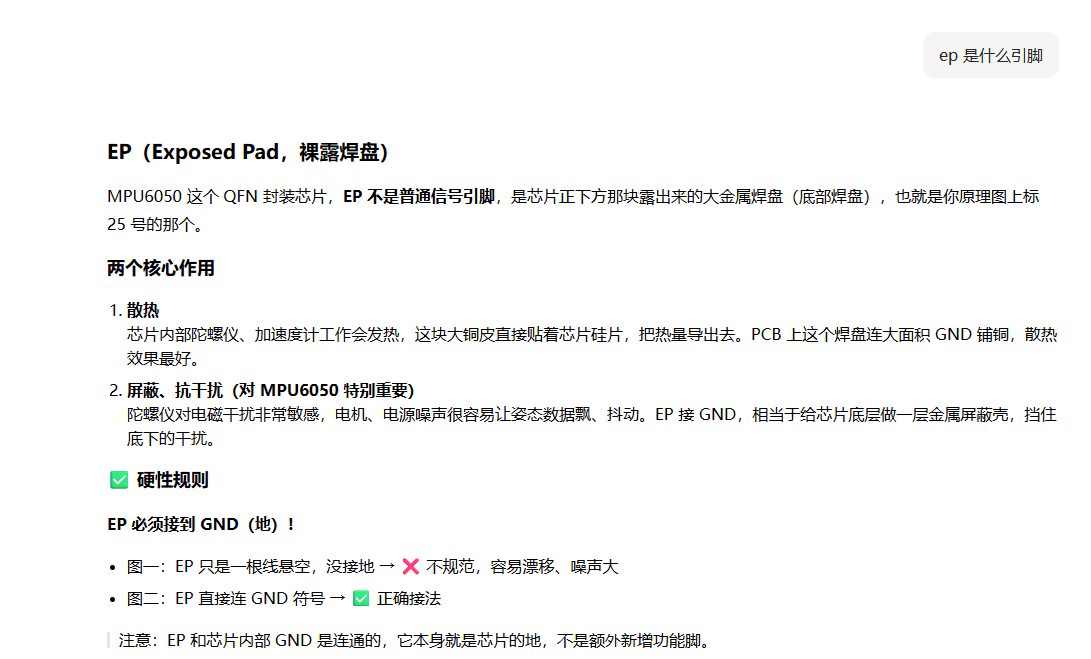 ep 是什么引脚
EP（Exposed Pad，裸露焊盘）
MPU6050 这个 QFN 封装芯片，EP 不是普通信号引脚，是芯片正下方那块露出来的大金属焊盘（底部焊盘），也就是你原理图上标
25 号的那个。
两个核心作用
1. 散热
芯片内部陀螺仪、加速度计工作会发热，这块大铜皮直接贴着芯片硅片，把热量导出去。PCB 上这个焊盘连大面积 GND 铺铜，散热
效果最好。
2. 屏蔽、抗干扰（对 MPU6050 特别重要）
陀螺仪对电磁干扰非常敏感，电机、电源噪声很容易让姿态数据飘、抖动。EP 接 GND，相当于给芯片底层做一层金属屏蔽壳，挡住
底下的干扰。
✅ 硬性规则
EP 必须接到 GND（地）！
• 图一：EP 只是一根线悬空，没接地 → ❌ 不规范，容易漂移、噪声大
• 图二：EP 直接连 GND 符号 → ✅ 正确接法
注意：EP 和芯片内部 GND 是连通的，它本身就是芯片的地，不是额外新增功能脚。